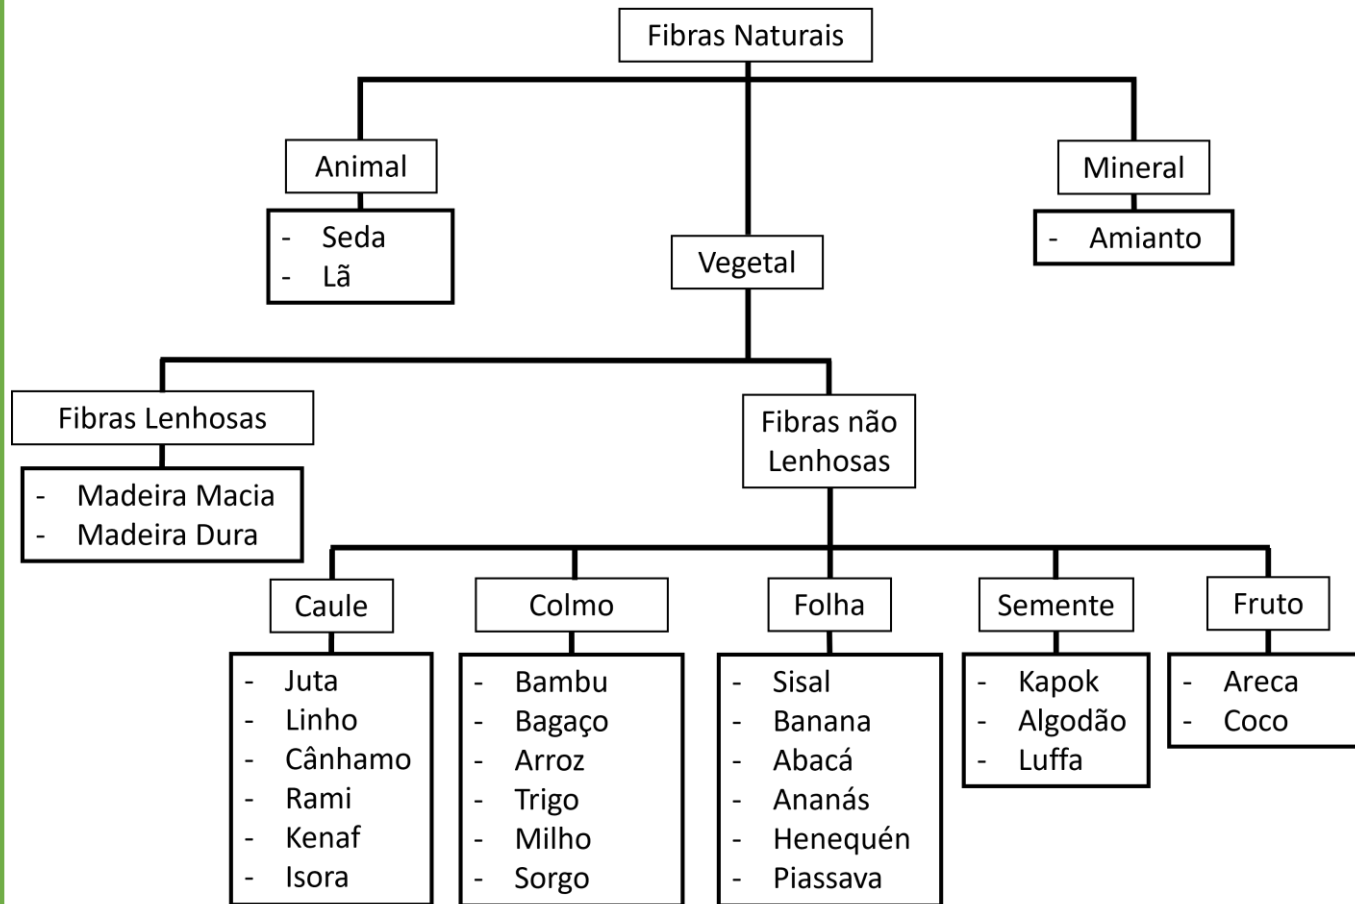 Fibras Naturais
Animal
- Seda
- Lã
Vegetal
Mineral
- Amianto
Fibras Lenhosas
- Madeira Macia
- Madeira Dura
Fibras não
Lenhosas
Caule
- Juta
- Linho
- Cânhamo
- Rami
- Kenaf
- Isora
Colmo
- Bambu
- Bagaço
- Arroz
- Trigo
- Milho
- Sorgo
Folha
- Sisal
- Banana
- Abacá
- Ananás
- Henequén
- Piassava
Semente
- Kapok
- Algodão
- Luffa
Fruto
- Areca
- Coco